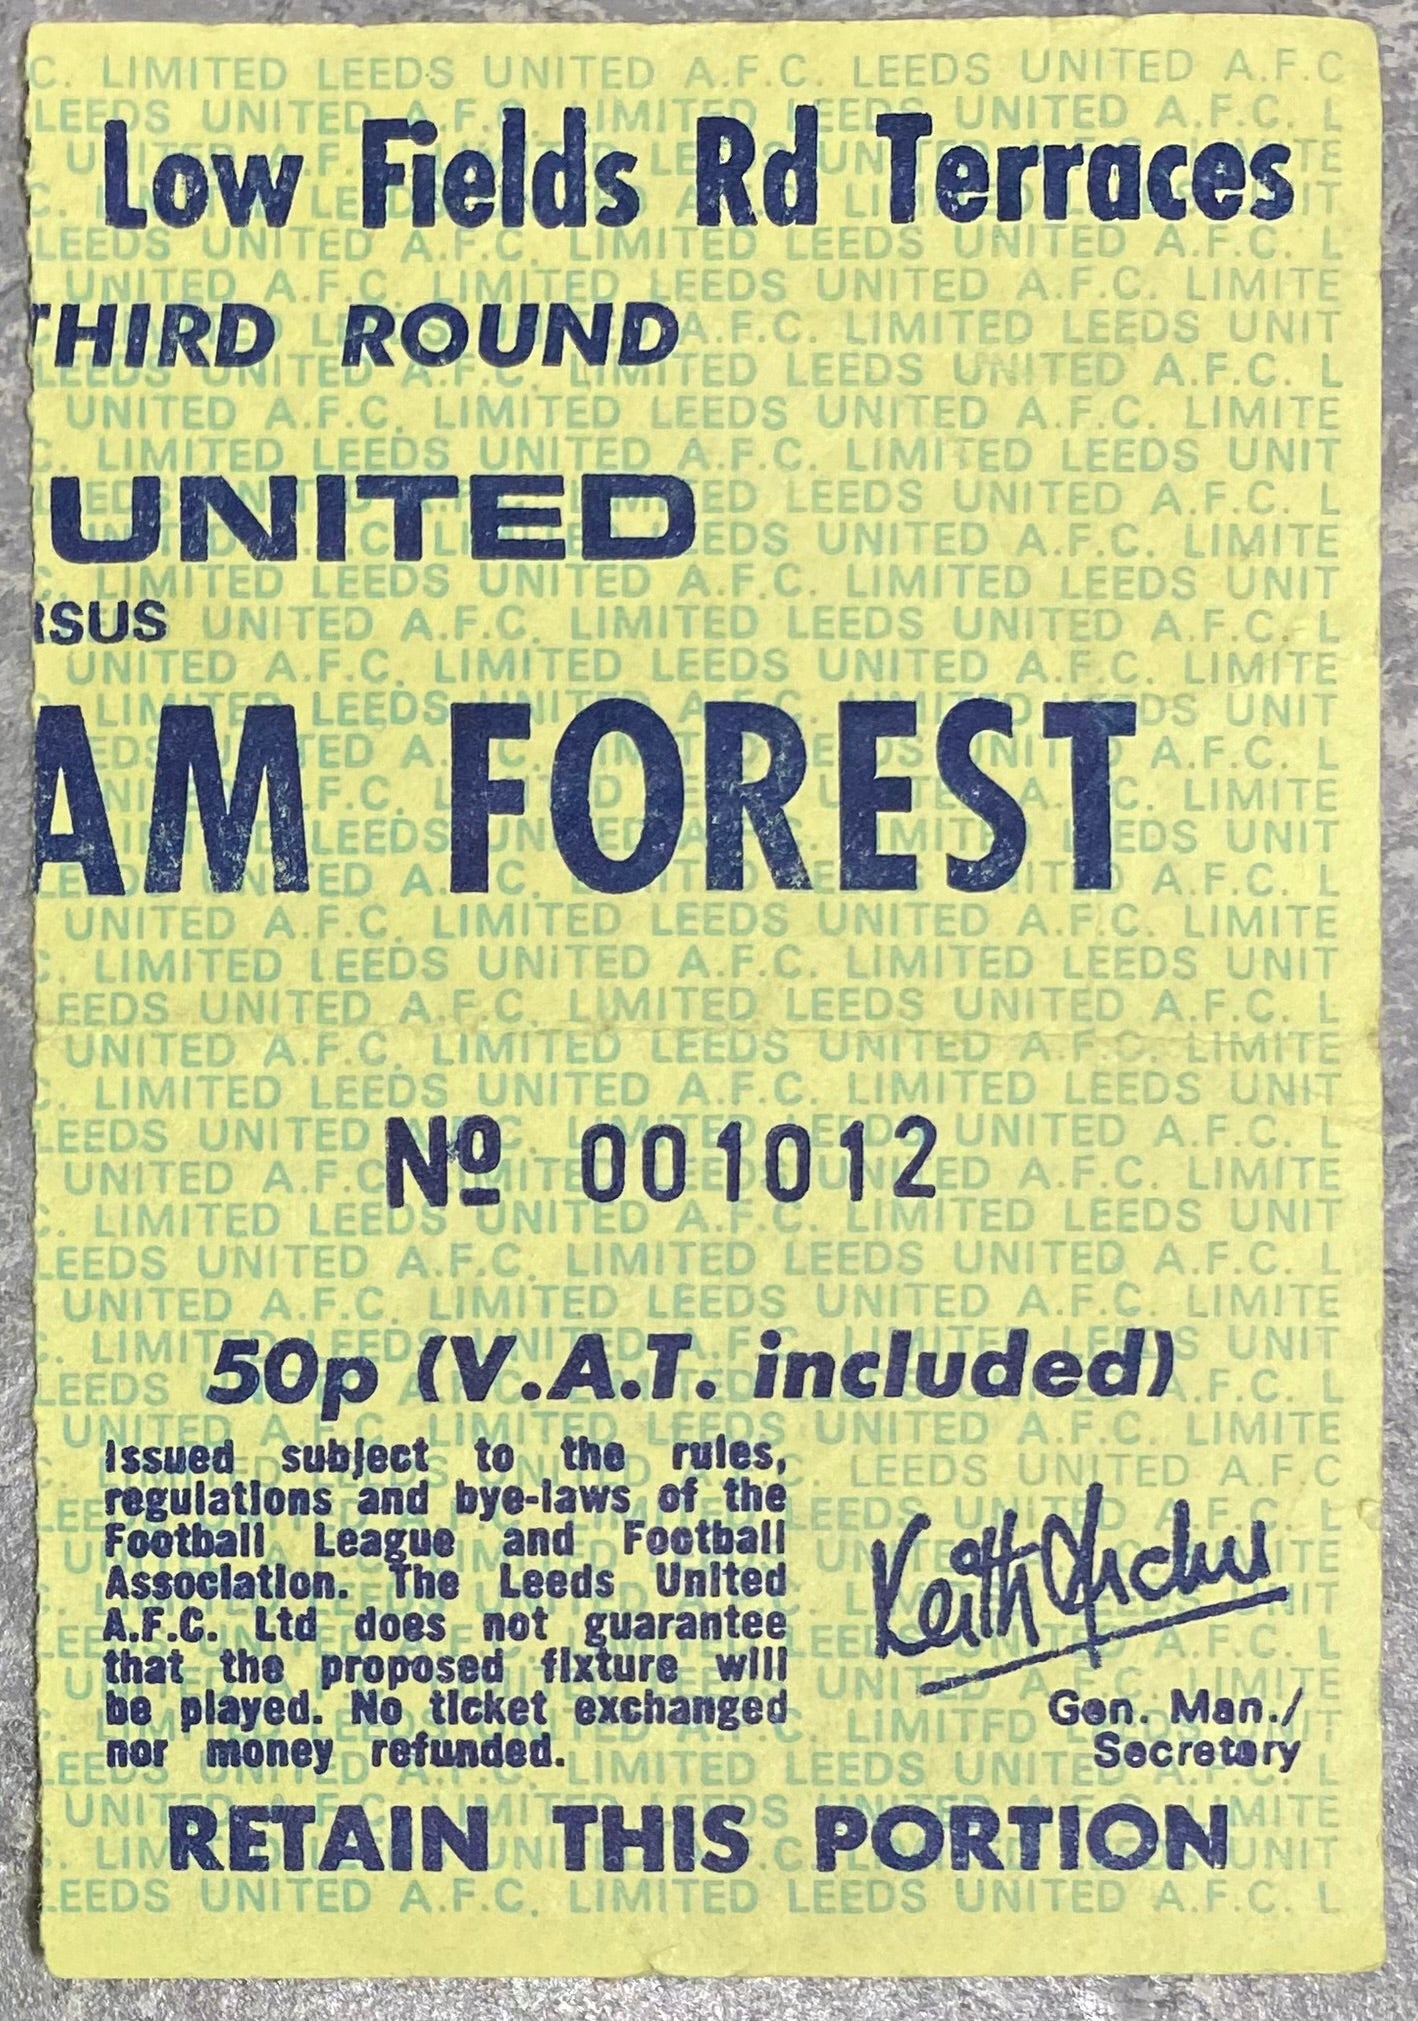 Low Fields Rd Terraces
THIRD ROUND
UNITED
RSUS
AM FOREST
Nº 001012
50p (V.A.T. included)
Issued subject to the rules,
regulations and bye-laws of the
Football League and Football
Association. The Leeds United
A.F.C. Ltd does not guarantee
that the proposed fixture will
be played. No ticket exchanged
nor money refunded.
Keith Archer
Gen. Man./
Secretary
RETAIN THIS PORTION